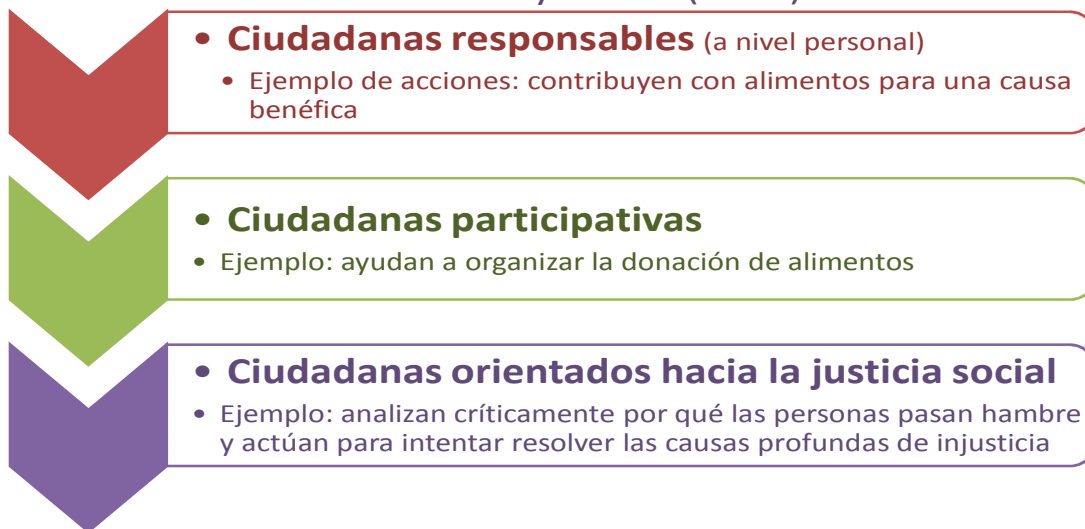 • Ciudadanas responsables (a nivel personal)
• Ejemplo de acciones: contribuyen con alimentos para una causa
benéfica
• Ciudadanas participativas
• Ejemplo: ayudan a organizar la donación de alimentos
• Ciudadanas orientados hacia la justicia social
• Ejemplo: analizan críticamente por qué las personas pasan hambre
y actúan para intentar resolver las causas profundas de injusticia